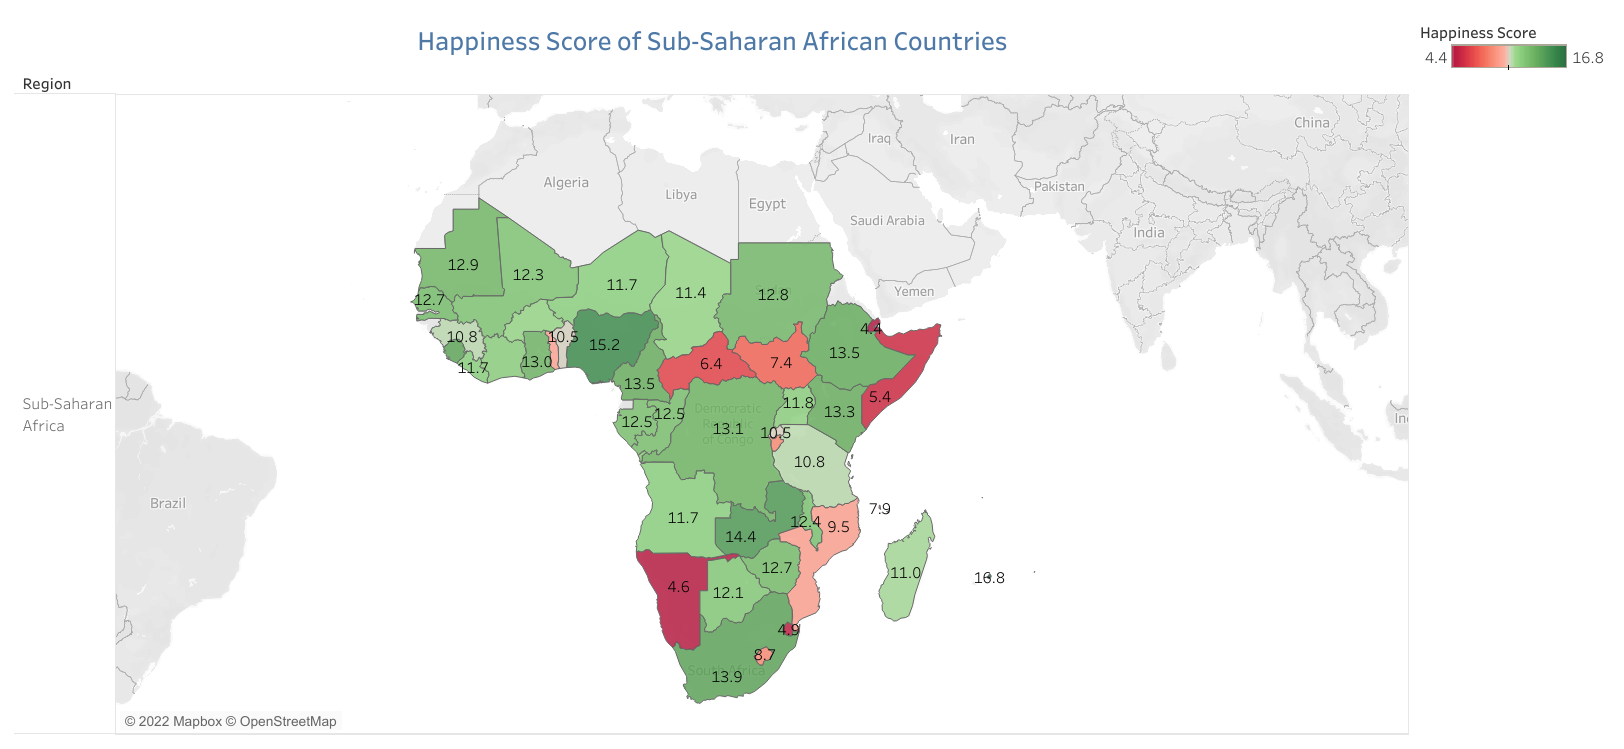 Happiness Score of Sub-Saharan African Countries
Happiness Score
4.4 16.8
Region
China
Iraq
Iran
Algeria
Pakistan
Libya
Egypt
Saudi Arabia
India
12.9
12.3
11.7
11.4
12.8
Yemen
12.7
4.4
10.8
10.5
15.2
13.5
11.7
13.0
6.4
7.4
13.5
5.4
Sub-Saharan
Africa
11.8
13.3
12.5
12.5
Democratic
of Congo
13.1
10.5
10.8
Brazil
7.9
11.7
12.4
9.5
14.4
12.7
11.0
16.8
4.6
12.1
4.9
8.7
South Africa
13.9
© 2022 Mapbox © OpenStreetMap